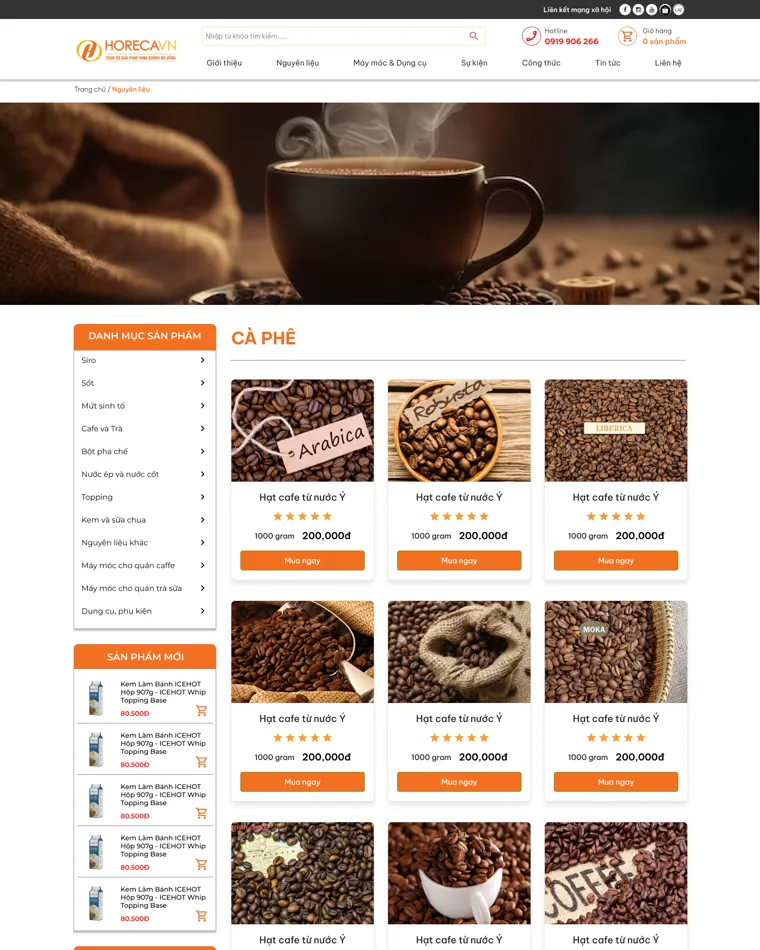 Liên kết mạng xã hội
HORECAVN
Nhập từ khóa tìm kiếm......
Hotline
0919 906 266
Giỏ hàng
0 sản phẩm
Giới thiệu
Nguyên liệu
Máy móc & Dụng cụ
Sự kiện
Công thức
Tin tức
Liên hệ
Trang chủ / Nguyên liệu
DANH MỤC SẢN PHẨM
Siro
Sốt
Mứt sinh tố
Cafe và Trà
Bột pha chế
Nước ép và nước cốt
Topping
Kem và sữa chua
Nguyên liệu khác
Máy móc cho quán caffe
Máy móc cho quán trà sữa
Dụng cụ, phụ kiện
SẢN PHẨM MỚI
Kem Làm Bánh ICEHOT
Hộp 907g - ICEHOT Whip
Topping Base
80.500Đ
Kem Làm Bánh ICEHOT
Hộp 907g - ICEHOT Whip
Topping Base
80.500Đ
Kem Làm Bánh ICEHOT
Hộp 907g - ICEHOT Whip
Topping Base
80.500Đ
Kem Làm Bánh ICEHOT
Hộp 907g - ICEHOT Whip
Topping Base
80.500Đ
Kem Làm Bánh ICEHOT
Hộp 907g - ICEHOT Whip
Topping Base
80.500Đ
CÀ PHÊ
Arabica
Hạt cafe từ nước Ý
1000 gram 200,000đ
Mua ngay
Robusta
Hạt cafe từ nước Ý
1000 gram 200,000đ
Mua ngay
LIBERICA
Hạt cafe từ nước Ý
1000 gram 200,000đ
Mua ngay
Hạt cafe từ nước Ý
1000 gram 200,000đ
Mua ngay
Hạt cafe từ nước Ý
1000 gram 200,000đ
Mua ngay
MOKA
Hạt cafe từ nước Ý
1000 gram 200,000đ
Mua ngay
Hạt cafe từ nước Ý
Hạt cafe từ nước Ý
COFFEE
Hạt cafe từ nước Ý